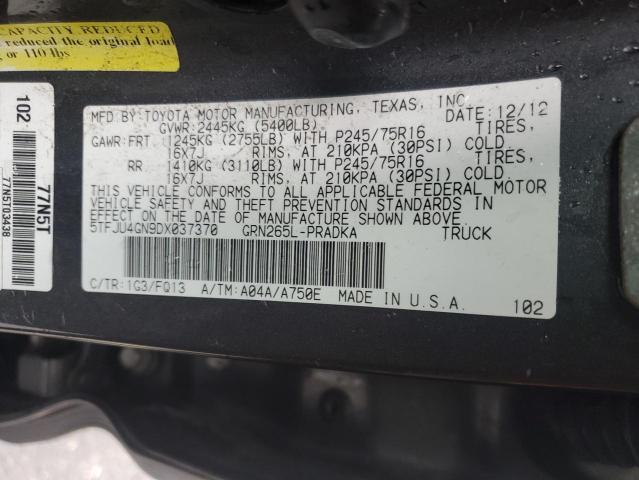 CAPACITY REDUCED
reduced the original load
or 110 lbs
102
77N5T
77N5T03438
MFD BY: TOYOTA MOTOR MANUFACTURING, TEXAS, INC. 12/12
GVWR: 2445KG (5400LB)
GAWR: FRT 1245KG (2755LB) WITH P245/75R16 TIRES,
16X7J RIMS, AT 210KPA (30PSI) COLD
RR 1410KG (3110LB) WITH P245/75R16 TIRES,
16X7J RIMS, AT 210KPA (30PSI) COLD.
THIS VEHICLE CONFORMS TO ALL APPLICABLE FEDERAL MOTOR
VEHICLE SAFETY AND THEFT PREVENTION STANDARDS IN
EFFECT ON THE DATE OF MANUFACTURE SHOWN ABOVE.
5TFJU4GN9DX037370 GRN265L-PRADKA TRUCK
C/TR: 1G3/FQ13 A/TM: A04A/A750E MADE IN U.S.A. 102